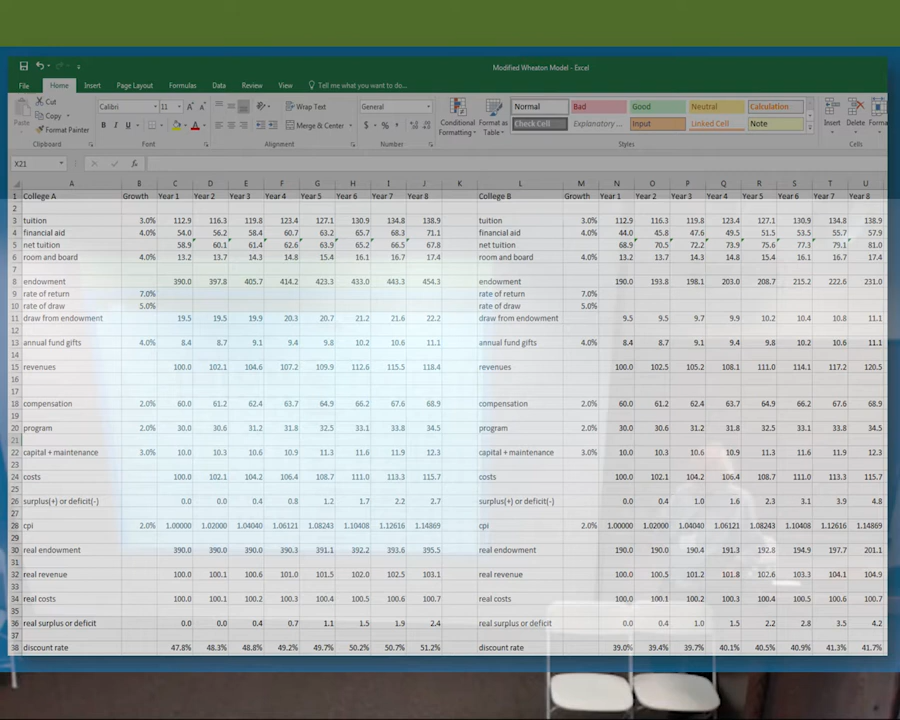 Modified Wheaton Model - Excel
File Home Insert Page Layout Formulas Data Review View Tell me what you want to do...
Cut
Copy
Format Painter
Paste
Calibri 11
B I U
Wrap Text
Merge & Center
General
$ % ,
Conditional Formatting
Format as Table
Normal Bad Good Neutral Calculation
Check Cell Explanatory ... Input Linked Cell Note
Insert Delete Forma
Clipboard Font Alignment Number Styles Cells
X21 fx
A B C D E F G H I J K L M N O P Q R S T U
1 College A Growth Year 1 Year 2 Year 3 Year 4 Year 5 Year 6 Year 7 Year 8 College B Growth Year 1 Year 2 Year 3 Year 4 Year 5 Year 6 Year 7 Year 8
2
3 tuition 3.0% 112.9 116.3 119.8 123.4 127.1 130.9 134.8 138.9 tuition 3.0% 112.9 116.3 119.8 123.4 127.1 130.9 134.8 138.9
4 financial aid 4.0% 54.0 56.2 58.4 60.7 63.2 65.7 68.3 71.1 financial aid 4.0% 44.0 45.8 47.6 49.5 51.5 53.5 55.7 57.9
5 net tuition 58.9 60.1 61.4 62.6 63.9 65.2 66.5 67.8 net tuition 68.9 70.5 72.2 73.9 75.6 77.3 79.1 81.0
6 room and board 4.0% 13.2 13.7 14.3 14.8 15.4 16.1 16.7 17.4 room and board 4.0% 13.2 13.7 14.3 14.8 15.4 16.1 16.7 17.4
7
8 endowment 390.0 397.8 405.7 414.2 423.3 433.0 443.3 454.3 endowment 190.0 193.8 198.1 203.0 208.7 215.2 222.6 231.0
9 rate of return 7.0% rate of return 7.0%
10 rate of draw 5.0% rate of draw 5.0%
11 draw from endowment 19.5 19.5 19.9 20.3 20.7 21.2 21.6 22.2 draw from endowment 9.5 9.5 9.7 9.9 10.2 10.4 10.8 11.1
12
13 annual fund gifts 4.0% 8.4 8.7 9.1 9.4 9.8 10.2 10.6 11.1 annual fund gifts 4.0% 8.4 8.7 9.1 9.4 9.8 10.2 10.6 11.1
14
15 revenues 100.0 102.1 104.6 107.2 109.9 112.6 115.5 118.4 revenues 100.0 102.5 105.2 108.1 111.0 114.1 117.2 120.5
16
17
18 compensation 2.0% 60.0 61.2 62.4 63.7 64.9 66.2 67.6 68.9 compensation 2.0% 60.0 61.2 62.4 63.7 64.9 66.2 67.6 68.9
19
20 program 2.0% 30.0 30.6 31.2 31.8 32.5 33.1 33.8 34.5 program 2.0% 30.0 30.6 31.2 31.8 32.5 33.1 33.8 34.5
21
22 capital + maintenance 3.0% 10.0 10.3 10.6 10.9 11.3 11.6 11.9 12.3 capital + maintenance 3.0% 10.0 10.3 10.6 10.9 11.3 11.6 11.9 12.3
23
24 costs 100.0 102.1 104.2 106.4 108.7 111.0 113.3 115.7 costs 100.0 102.1 104.2 106.4 108.7 111.0 113.3 115.7
25
26 surplus(+) or deficit(-) 0.0 0.0 0.4 0.8 1.2 1.7 2.2 2.7 surplus(+) or deficit(-) 0.0 0.4 1.0 1.6 2.3 3.1 3.9 4.8
27
28 cpi 2.0% 1.00000 1.02000 1.04040 1.06121 1.08243 1.10408 1.12616 1.14869 cpi 2.0% 1.00000 1.02000 1.04040 1.06121 1.08243 1.10408 1.12616 1.14869
29
30 real endowment 390.0 390.0 390.0 390.3 391.1 392.2 393.6 395.5 real endowment 190.0 190.0 190.4 191.3 192.8 194.9 197.7 201.1
31
32 real revenue 100.0 100.1 100.6 101.0 101.5 102.0 102.5 103.1 real revenue 100.0 100.5 101.2 101.8 102.6 103.3 104.1 104.9
33
34 real costs 100.0 100.1 100.2 100.3 100.4 100.5 100.6 100.7 real costs 100.0 100.1 100.2 100.3 100.4 100.5 100.6 100.7
35
36 real surplus or deficit 0.0 0.0 0.4 0.7 1.1 1.5 1.9 2.4 real surplus or deficit 0.0 0.4 1.0 1.5 2.2 2.8 3.5 4.2
37
38 discount rate 47.8% 48.3% 48.8% 49.2% 49.7% 50.2% 50.7% 51.2% discount rate 39.0% 39.4% 39.7% 40.1% 40.5% 40.9% 41.3% 41.7%